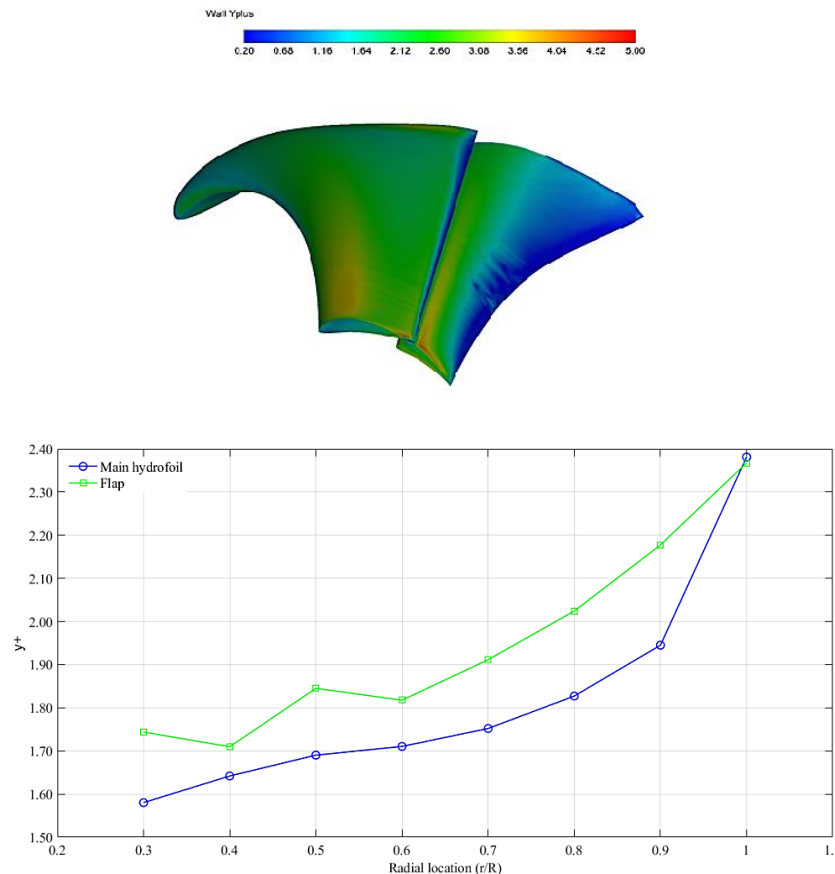 Wall Yplus
0.20 0.68 1.16 1.64 2.12 2.60 3.08 3.56 4.04 4.52 5.00
2.40
Main hydrofoil
Flap
2.30
2.20
2.10
2.00
1.90
1.80
1.70
1.60
1.50
y+
0.2 0.3 0.4 0.5 0.6 0.7 0.8 0.9 1 1.
Radial location (r/R)